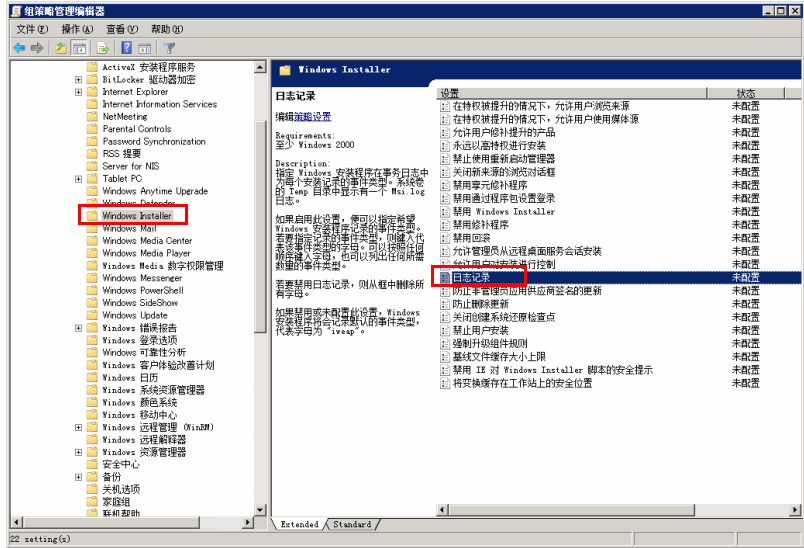 组策略管理编辑器
文件(F) 操作(A) 查看(V) 帮助(H)
ActiveX 安装程序服务
BitLocker 驱动器加密
Internet Explorer
Internet Information Services
NetMeeting
Parental Controls
Password Synchronization
RSS 提要
Server for NIS
Tablet PC
Windows Anytime Upgrade
Windows Defender
Windows Installer
Windows Mail
Windows Media Center
Windows Media Player
Windows Media 数字权限管理
Windows Messenger
Windows PowerShell
Windows SideShow
Windows Update
Windows 错误报告
Windows 登录选项
Windows 可靠性分析
Windows 客户体验改善计划
Windows 日历
Windows 系统资源管理器
Windows 颜色系统
Windows 移动中心
Windows 远程管理 (WinRM)
Windows 远程解释器
Windows 资源管理器
安全中心
备份
关机选项
家庭组
联机帮助
Windows Installer
日志记录
编辑策略设置
Requirements:
至少 Windows 2000
Description:
指定 Windows 安装程序在事务日志中
为每个安装记录的事件类型。系统卷
的 Temp 目录中显示有一个 Msi.log
日志。
如果启用此设置，便可以指定希望
Windows 安装程序记录的事件类型。
若要指定记录的事件类型，则键入代
表该事件类型的字母。可以按照任何
顺序键入字母，也可以列出任何所需
数量的事件类型。
若要禁用日志记录，则从框中删除所
有字母。
如果禁用或未配置此设置，Windows
安装程序将会记录默认的事件类型，
代表字母为 "iweap"。
设置 状态
在特权被提升的情况下，允许用户浏览来源 未配置
在特权被提升的情况下，允许用户使用媒体源 未配置
允许用户修补提升的产品 未配置
永远以高特权进行安装 未配置
禁止使用重新启动管理器 未配置
关闭新来源的浏览对话框 未配置
禁用享元修补程序 未配置
禁用通过程序包设置登录 未配置
禁用 Windows Installer 未配置
禁用修补程序 未配置
禁用回滚 未配置
允许管理员从远程桌面服务会话安装 未配置
允许用户对安装进行控制 未配置
日志记录 未配置
防止非管理员应用供应商签名的更新 未配置
防止删除更新 未配置
关闭创建系统还原检查点 未配置
禁止用户安装 未配置
强制升级组件规则 未配置
基线文件缓存大小上限 未配置
禁用 IE 对 Windows Installer 脚本的安全提示 未配置
将变换缓存在工作站上的安全位置 未配置
Extended Standard
22 setting(s)